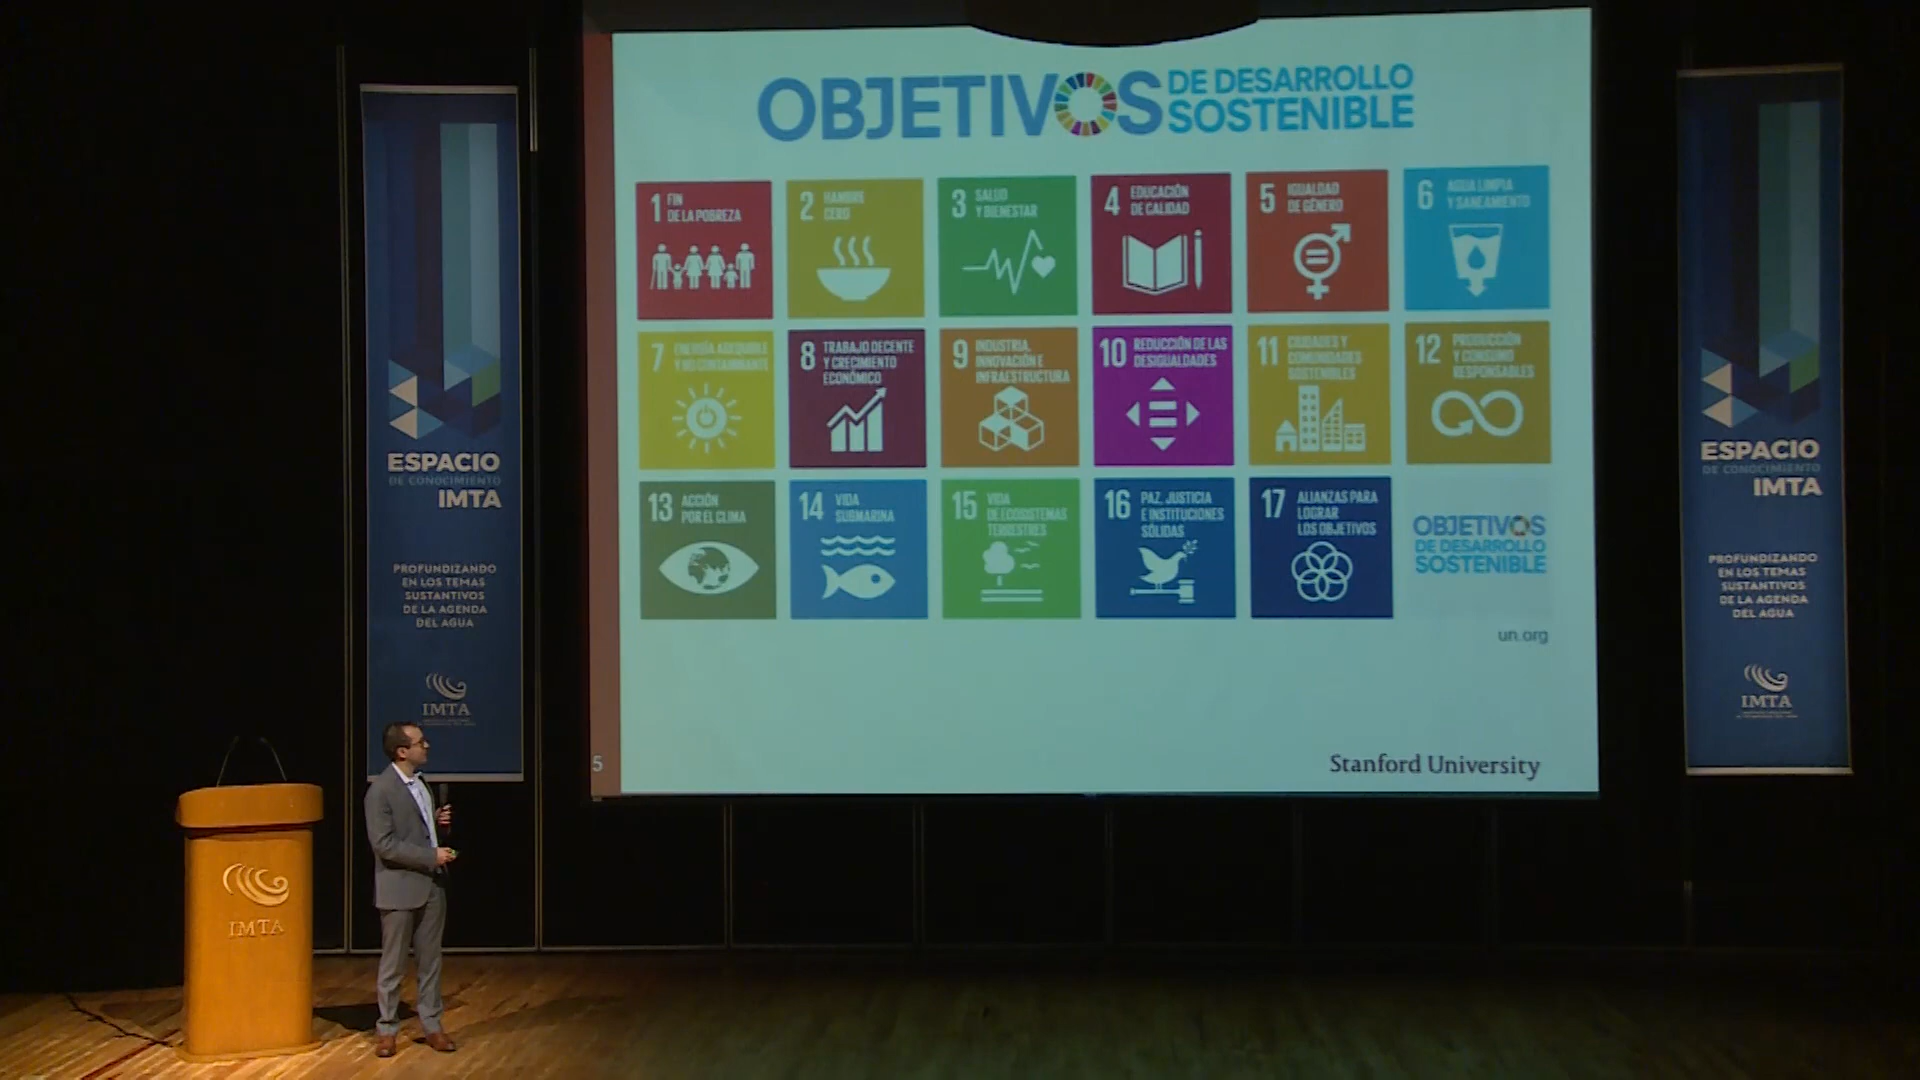 OBJETIVOS
DE DESARROLLO
SOSTENIBLE
1 FIN
DE LA POBREZA
2 HAMBRE
CERO
3 SALUD
Y BIENESTAR
4 EDUCACIÓN
DE CALIDAD
5 IGUALDAD
DE GÉNERO
6 AGUA LIMPIA
Y SANEAMIENTO
7 ENERGÍA ASEQUIBLE
Y NO CONTAMINANTE
8 TRABAJO DECENTE
Y CRECIMIENTO
ECONÓMICO
9 INDUSTRIA,
INNOVACIÓN E
INFRAESTRUCTURA
10 REDUCCIÓN DE LAS
DESIGUALDADES
11 CIUDADES Y
COMUNIDADES
SOSTENIBLES
12 PRODUCCIÓN
Y CONSUMO
RESPONSABLES
13 ACCIÓN
POR EL CLIMA
14 VIDA
SUBMARINA
15 VIDA
DE ECOSISTEMAS
TERRESTRES
16 PAZ, JUSTICIA
E INSTITUCIONES
SÓLIDAS
17 ALIANZAS PARA
LOGRAR
LOS OBJETIVOS
OBJETIVOS
DE DESARROLLO
SOSTENIBLE
un.org
5
Stanford University
ESPACIO
DE CONOCIMIENTO
IMTA
PROFUNDIZANDO
EN LOS TEMAS
SUSTANTIVOS
DE LA AGENDA
DEL AGUA
IMTA
ESPACIO
DE CONOCIMIENTO
IMTA
PROFUNDIZANDO
EN LOS TEMAS
SUSTANTIVOS
DE LA AGENDA
DEL AGUA
IMTA
IMTA